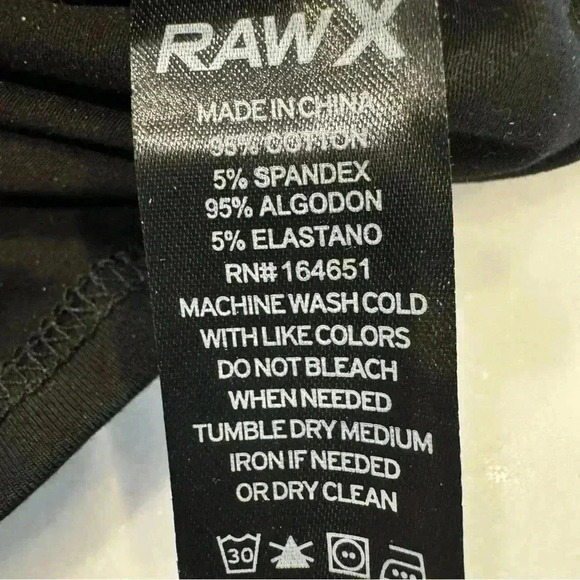 RAW X
MADE IN CHINA
95% COTTON
5% SPANDEX
95% ALGODON
5% ELASTANO
RN# 164651
MACHINE WASH COLD
WITH LIKE COLORS
DO NOT BLEACH
WHEN NEEDED
TUMBLE DRY MEDIUM
IRON IF NEEDED
OR DRY CLEAN
30